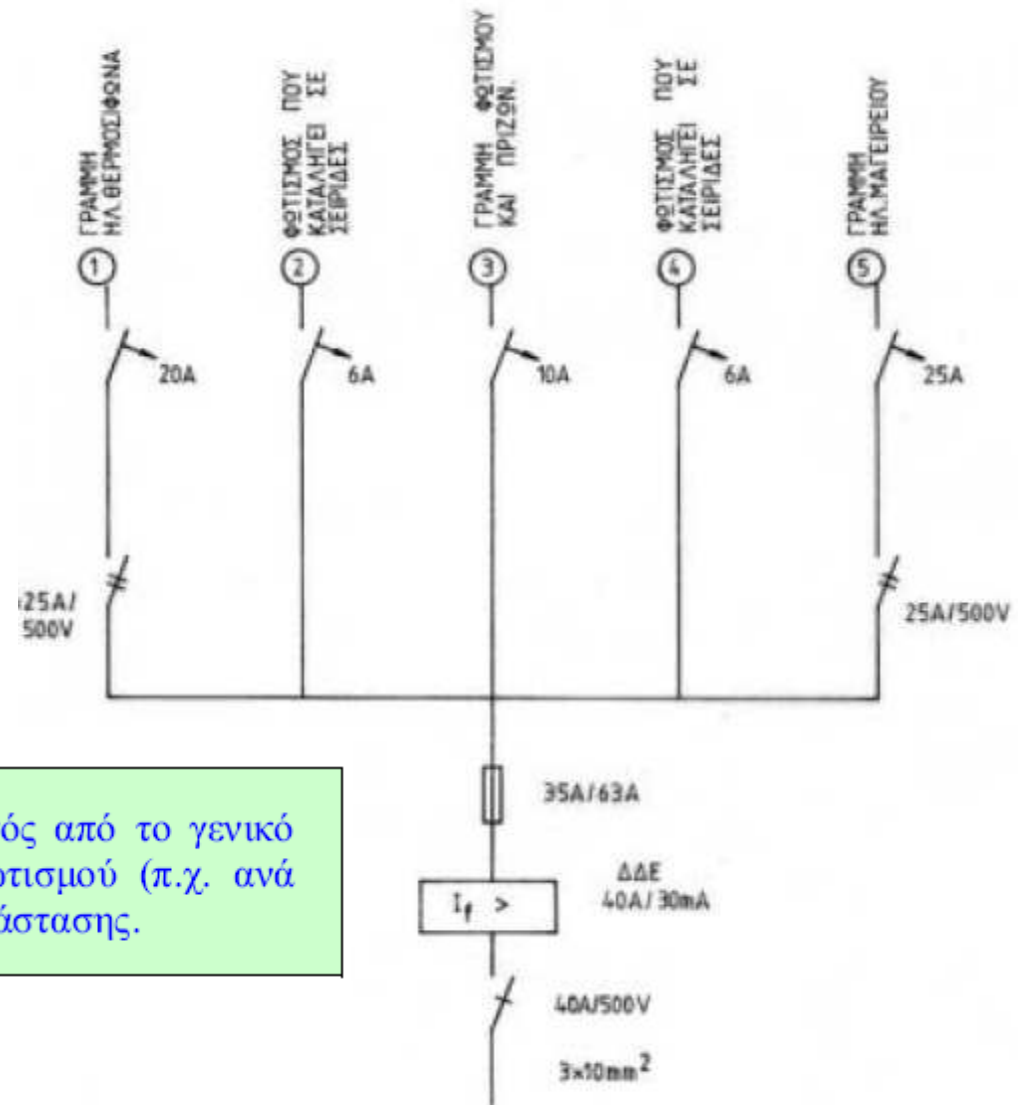 ΓΡΑΜΜΗ
ΗΛ.ΘΕΡΜΟΣΙΦΩΝΑ
ΦΩΤΙΣΜΟΣ ΠΟΥ
ΚΑΤΑΛΗΓΕΙ ΣΕ
ΣΕΙΡΙΔΕΣ
ΓΡΑΜΜΗ ΦΩΤΙΣΜΟΥ
ΚΑΙ ΠΡΙΖΩΝ.
ΦΩΤΙΣΜΟΣ ΠΟΥ
ΚΑΤΑΛΗΓΕΙ ΣΕ
ΣΕΙΡΙΔΕΣ
ΓΡΑΜΜΗ
ΗΛ.ΜΑΓΕΙΡΕΙΟΥ
1
2
3
4
5
20A
6A
10A
6A
25A
25A/
500V
25A/500V
35A/63A
ός από το γενικό
ωτισμού (π.χ. ανά
άστασης.
ΔΔΕ
40A/30mA
If >
40A/500V
3×10mm²